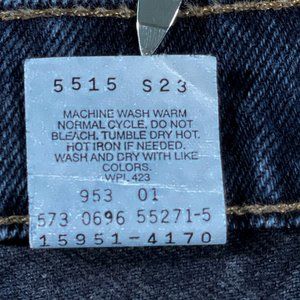 5515 S23
MACHINE WASH WARM
NORMAL CYCLE. DO NOT
BLEACH. TUMBLE DRY HOT.
HOT IRON IF NEEDED.
WASH AND DRY WITH LIKE
COLORS.
WPL 423
953 01
573 0696 55271-5
15951-4170